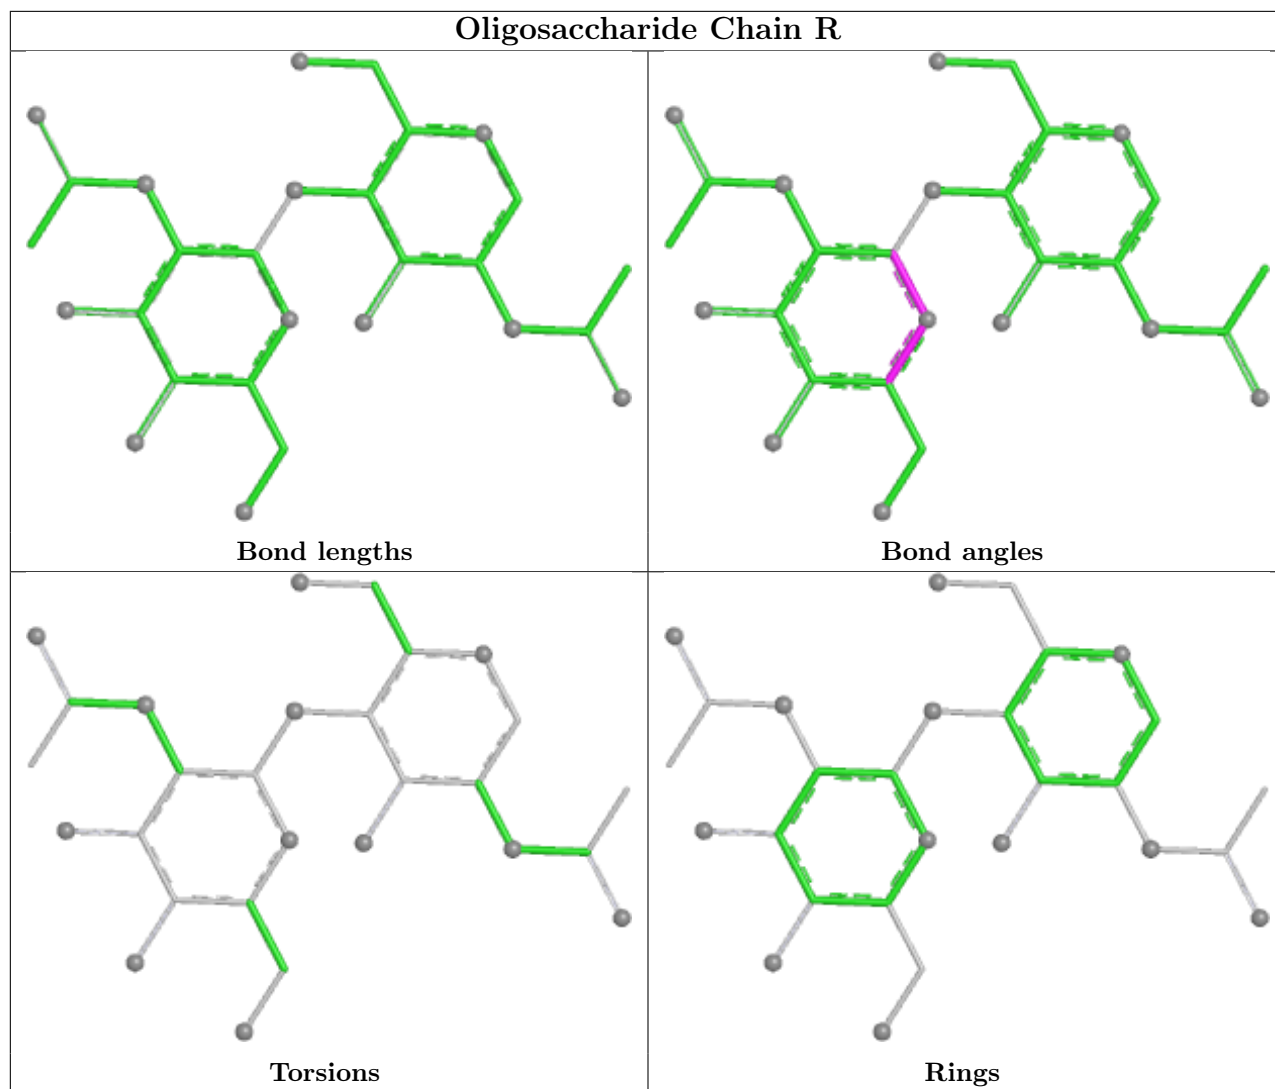 Oligosaccharide Chain R
Bond lengths
Bond angles
Torsions
Rings